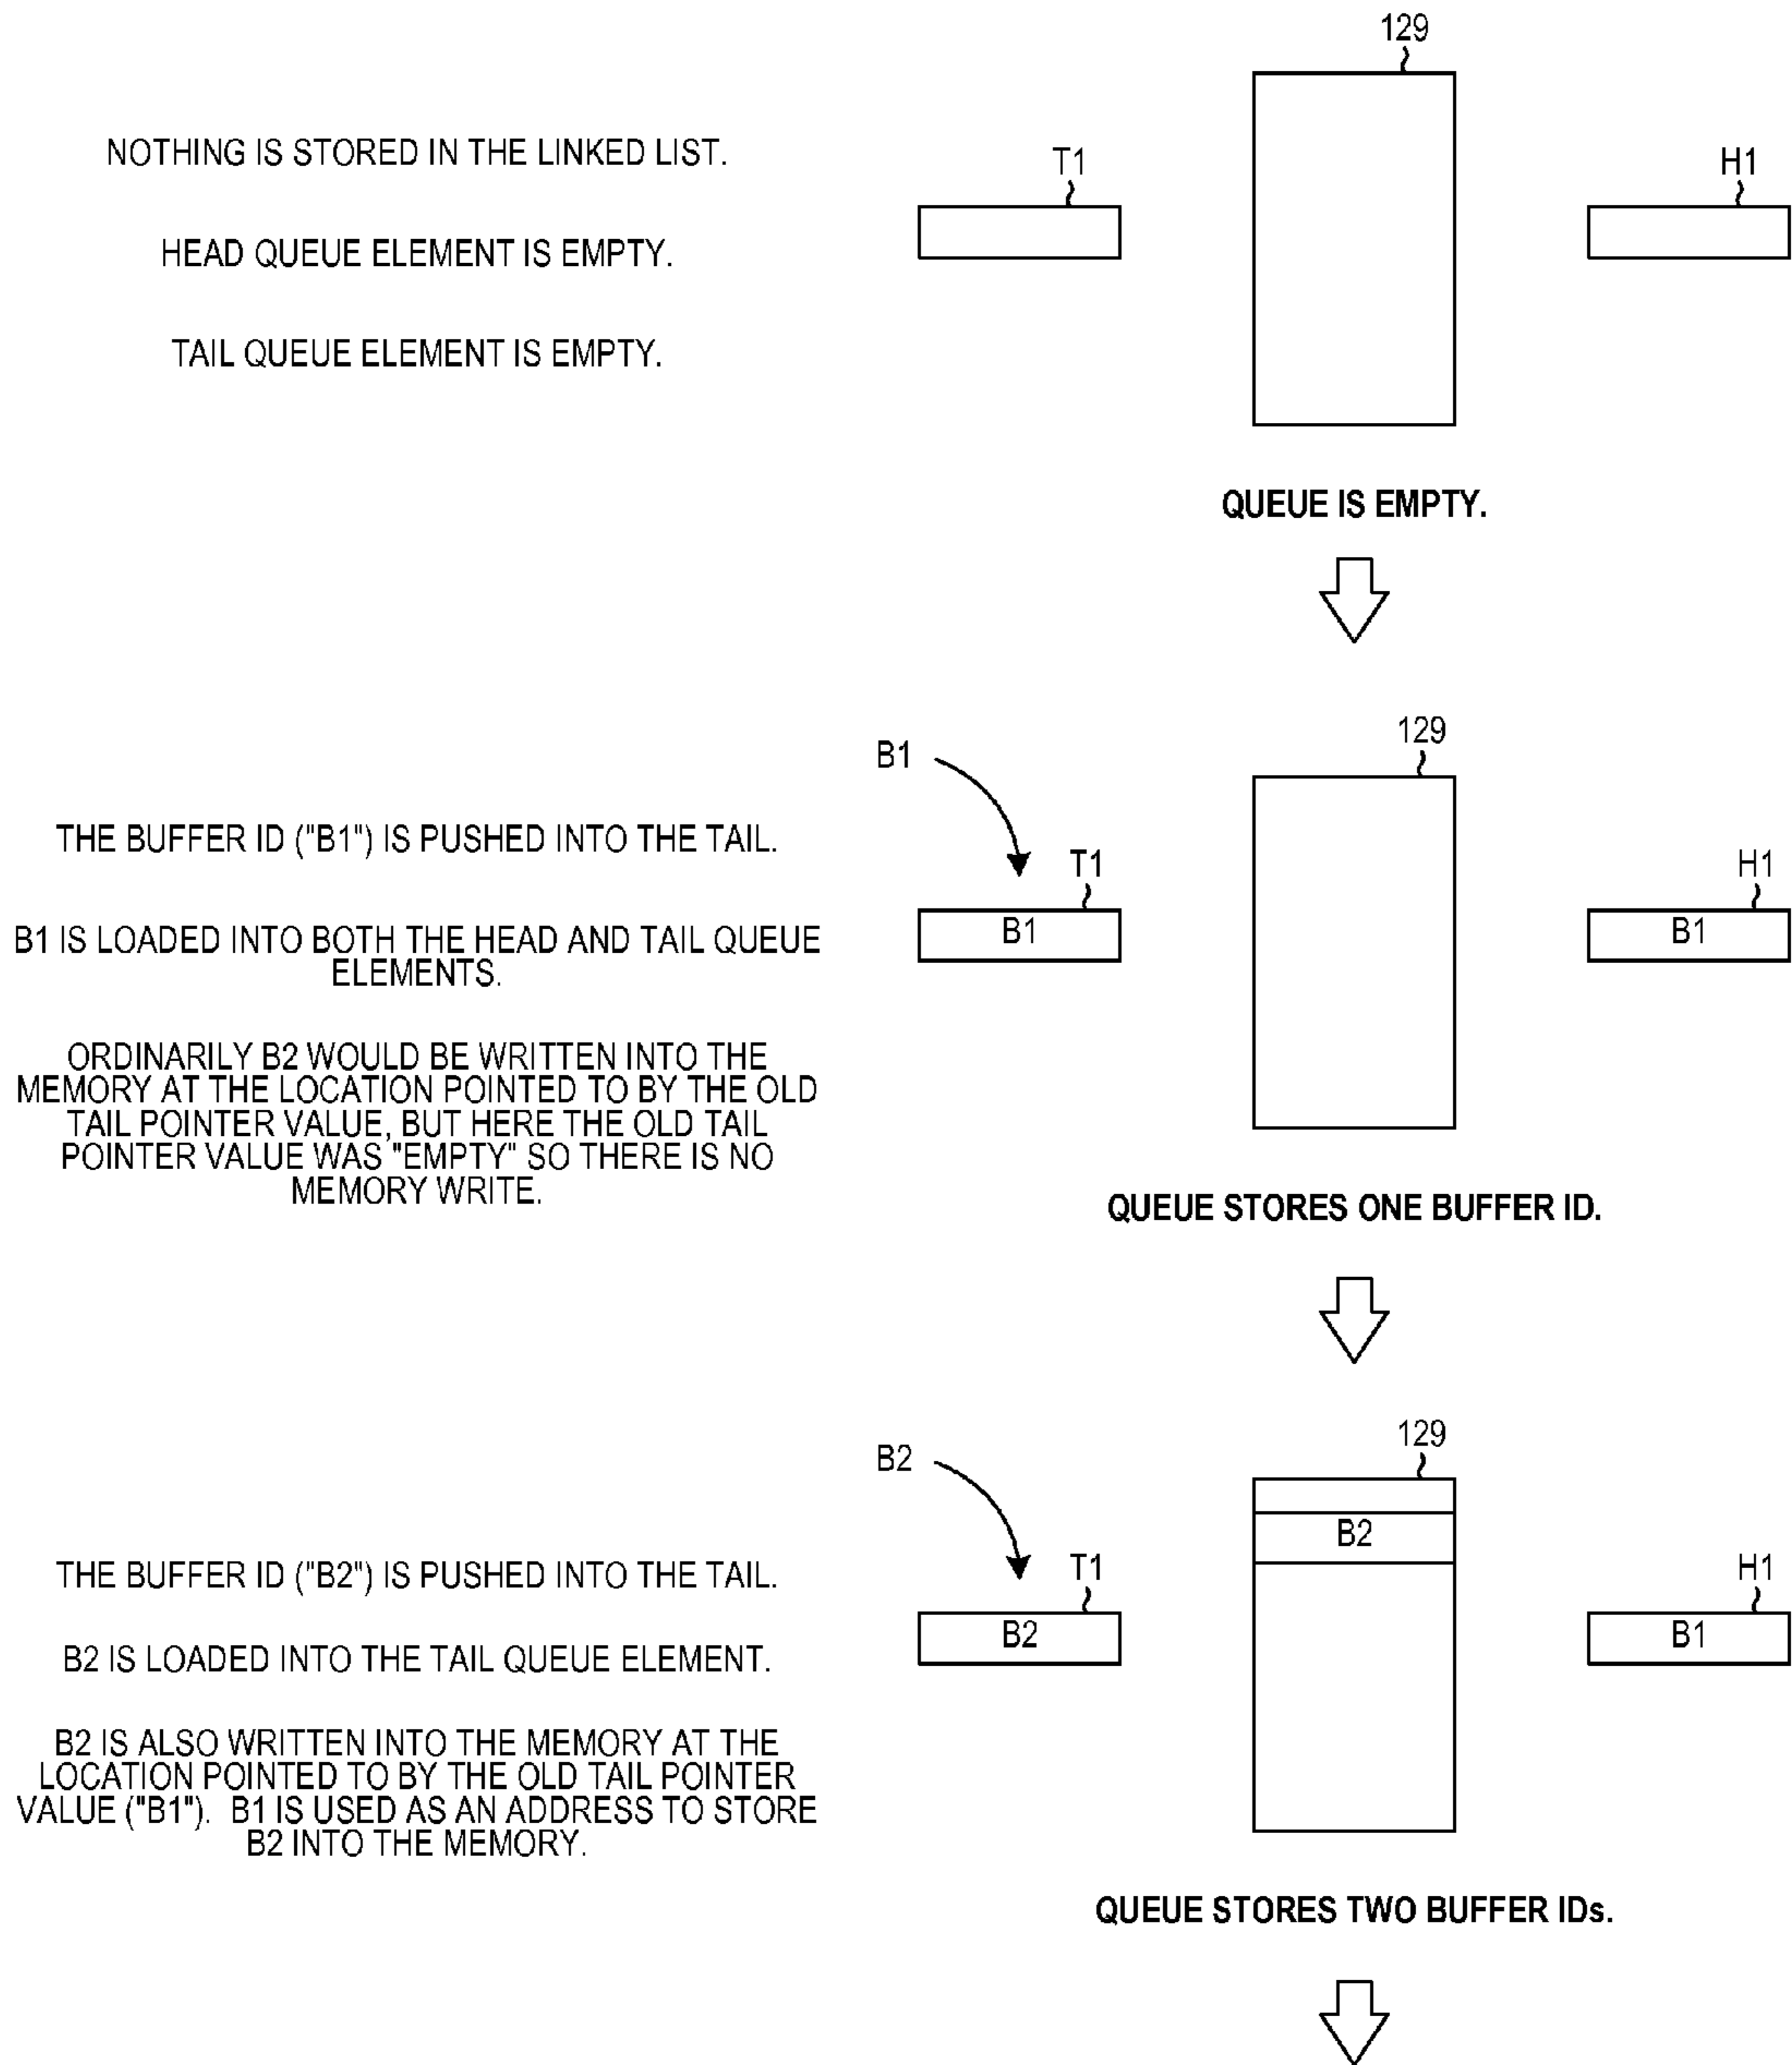 129
NOTHING IS STORED IN THE LINKED LIST.
T1
H1
HEAD QUEUE ELEMENT IS EMPTY.
TAIL QUEUE ELEMENT IS EMPTY.
QUEUE IS EMPTY.
129
B1
THE BUFFER ID ("B1") IS PUSHED INTO THE TAIL.
T1
H1
B1 IS LOADED INTO BOTH THE HEAD AND TAIL QUEUE
ELEMENTS.
B1
B1
ORDINARILY B2 WOULD BE WRITTEN INTO THE
MEMORY AT THE LOCATION POINTED TO BY THE OLD
TAIL POINTER VALUE, BUT HERE THE OLD TAIL
POINTER VALUE WAS "EMPTY" SO THERE IS NO
MEMORY WRITE.
QUEUE STORES ONE BUFFER ID.
129
B2
B2
THE BUFFER ID ("B2") IS PUSHED INTO THE TAIL.
T1
H1
B2 IS LOADED INTO THE TAIL QUEUE ELEMENT.
B2
B1
B2 IS ALSO WRITTEN INTO THE MEMORY AT THE
LOCATION POINTED TO BY THE OLD TAIL POINTER
VALUE ("B1"). B1 IS USED AS AN ADDRESS TO STORE
B2 INTO THE MEMORY.
QUEUE STORES TWO BUFFER IDs.